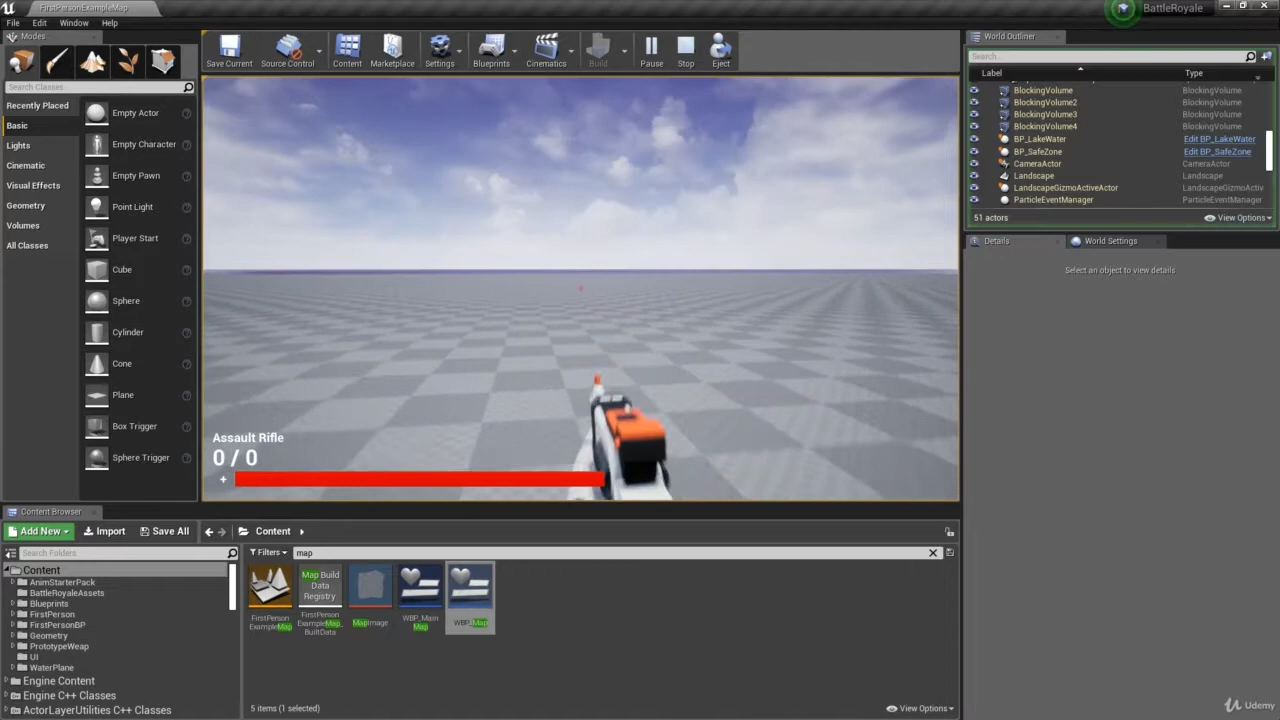 FirstPersonExampleMap
BattleRoyale
File Edit Window Help
Modes
Save Current
Source Control
Content
Marketplace
Settings
Blueprints
Cinematics
Build
Pause
Stop
Eject
Search Classes
Recently Placed
Basic
Lights
Cinematic
Visual Effects
Geometry
Volumes
All Classes
Empty Actor
Empty Character
Empty Pawn
Point Light
Player Start
Cube
Sphere
Cylinder
Cone
Plane
Box Trigger
Sphere Trigger
Assault Rifle
0 / 0
+
World Outliner
Search...
Label Type
BlockingVolume BlockingVolume
BlockingVolume2 BlockingVolume
BlockingVolume3 BlockingVolume
BlockingVolume4 BlockingVolume
BP_LakeWater Edit BP_LakeWater
BP_SafeZone Edit BP_SafeZone
CameraActor CameraActor
Landscape Landscape
LandscapeGizmoActiveActor LandscapeGizmoActiv
ParticleEventManager ParticleEventManager
51 actors View Options
Details World Settings
Select an object to view details
Content Browser
Add New Import Save All Content
Search Folders
Filters map
Content
AnimStarterPack
BattleRoyaleAssets
Blueprints
FirstPerson
FirstPersonBP
Geometry
PrototypeWeap
UI
WaterPlane
Engine Content
Engine C++ Classes
ActorLayerUtilities C++ Classes
Map Build
Data
Registry
FirstPerson
ExampleMap
FirstPerson
ExampleMap_
BuiltData
MapImage
WBP_Main
Map
WBP_Map
5 items (1 selected) View Options
Udemy